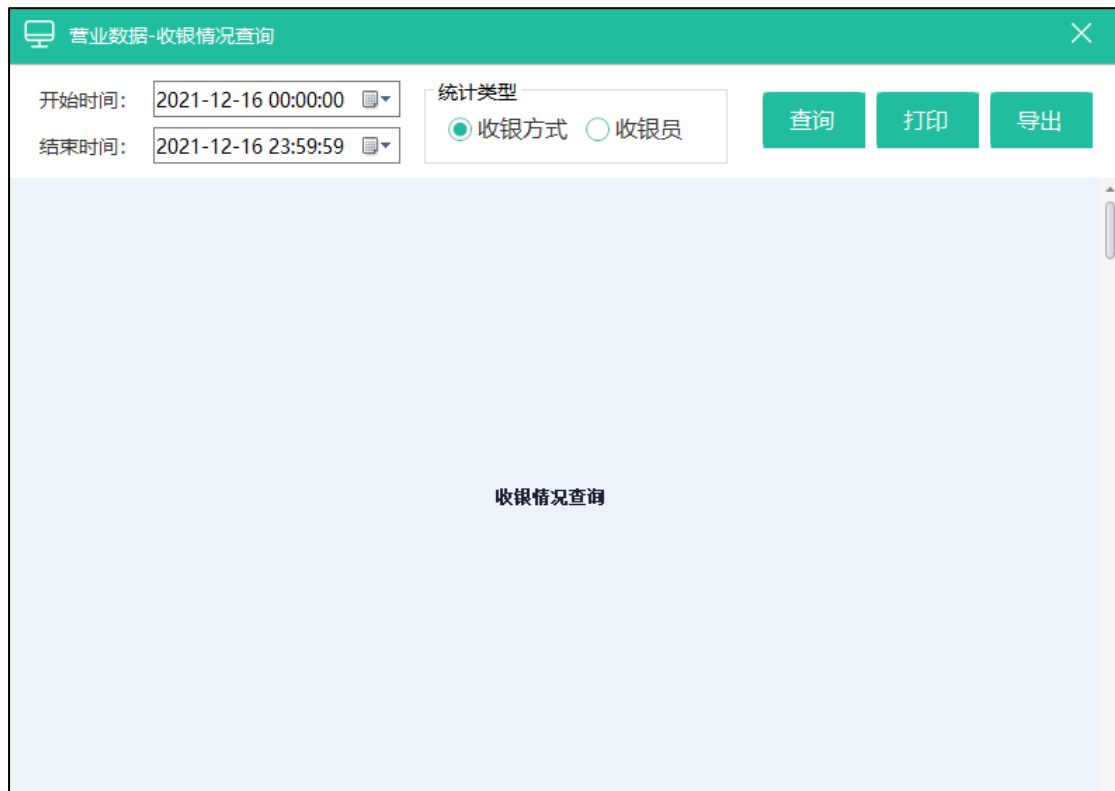 营业数据-收银情况查询
开始时间： 2021-12-16 00:00:00
结束时间： 2021-12-16 23:59:59
统计类型
收银方式 收银员
查询 打印 导出
收银情况查询